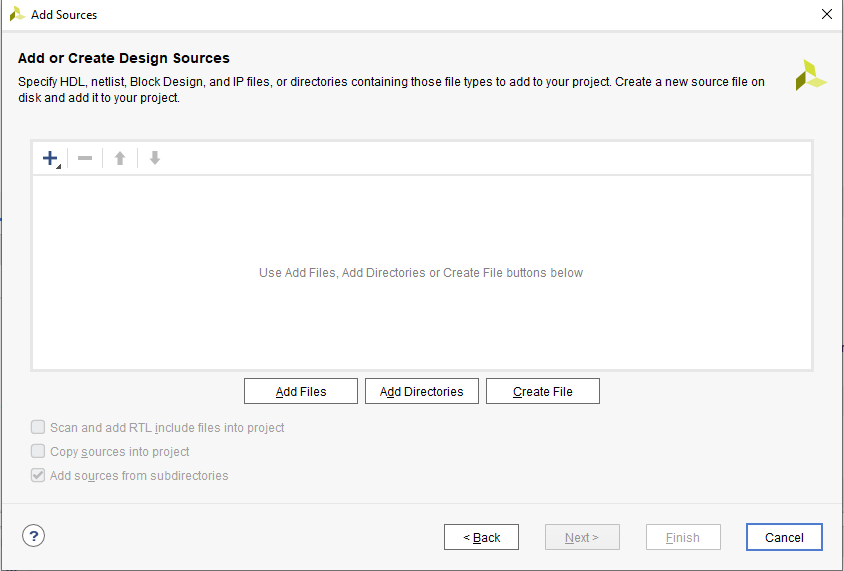 Add Sources
Add or Create Design Sources
Specify HDL, netlist, Block Design, and IP files, or directories containing those file types to add to your project. Create a new source file on
disk and add it to your project.
Use Add Files, Add Directories or Create File buttons below
Add Files
Add Directories
Create File
Scan and add RTL include files into project
Copy sources into project
Add sources from subdirectories
?
< Back
Next >
Finish
Cancel